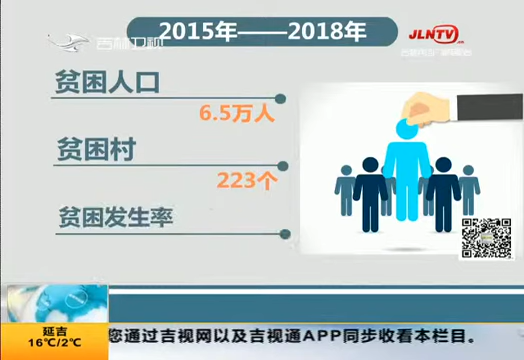 2015年——2018年
吉林卫视
JLNTV
贫困人口
6.5万人
贫困村
223个
贫困发生率
延吉
16℃/2℃
您通过吉视网以及吉视通APP同步收看本栏目。